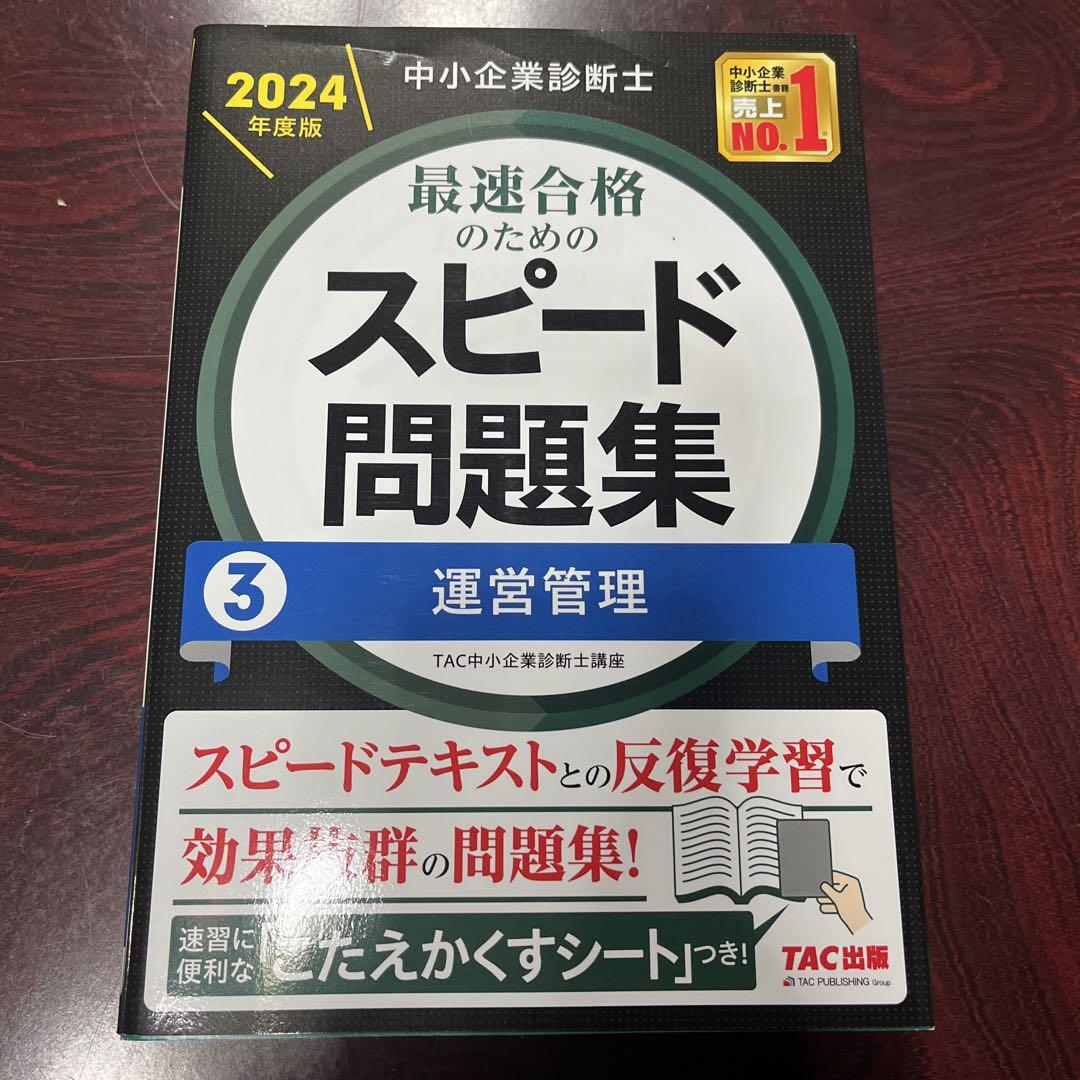 2024
年度版
中小企業診断士
中小企業
診断士書籍
売上
NO.1
最速合格
のための
スピード
問題集
3
運営管理
TAC中小企業診断士講座
スピードテキストとの反復学習で
効果抜群の問題集!
速習に
便利な
「こたえかくすシート」つき!
TAC出版
TAC PUBLISHING Group